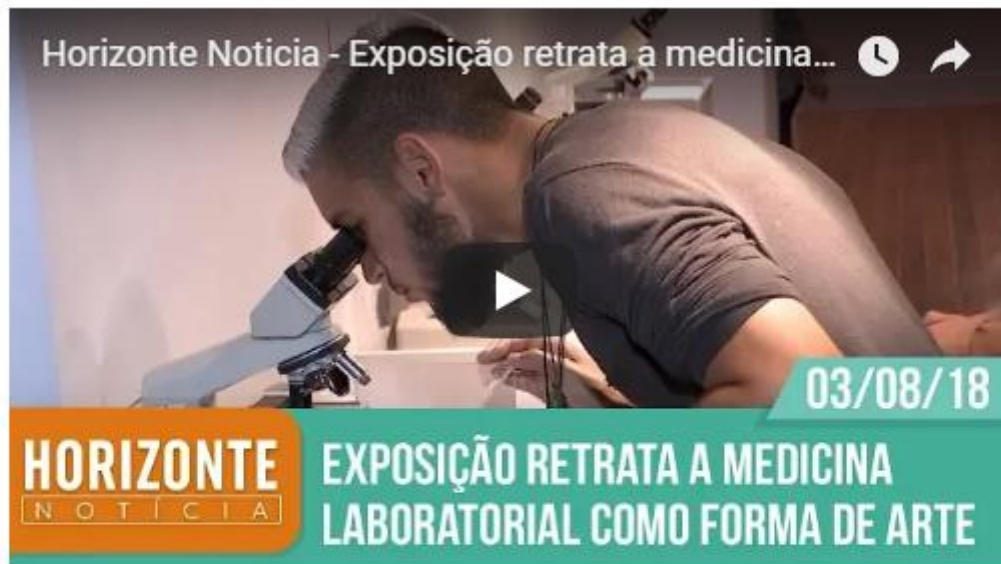 Horizonte Noticia - Exposição retrata a medicina...
03/08/18
HORIZONTE
NOTÍCIA
EXPOSIÇÃO RETRATA A MEDICINA
LABORATORIAL COMO FORMA DE ARTE